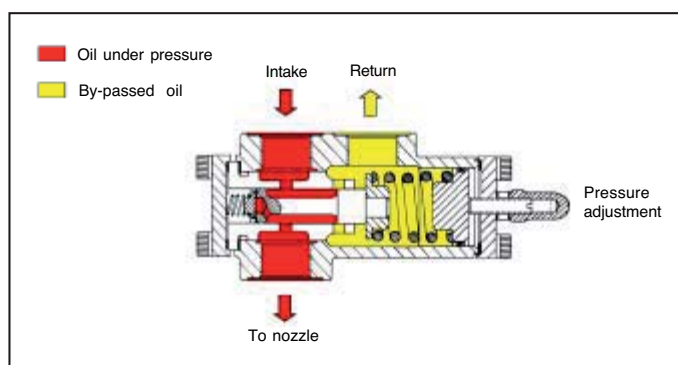 Oil under pressure
By-passed oil
Intake
Return
Pressure
adjustment
To nozzle